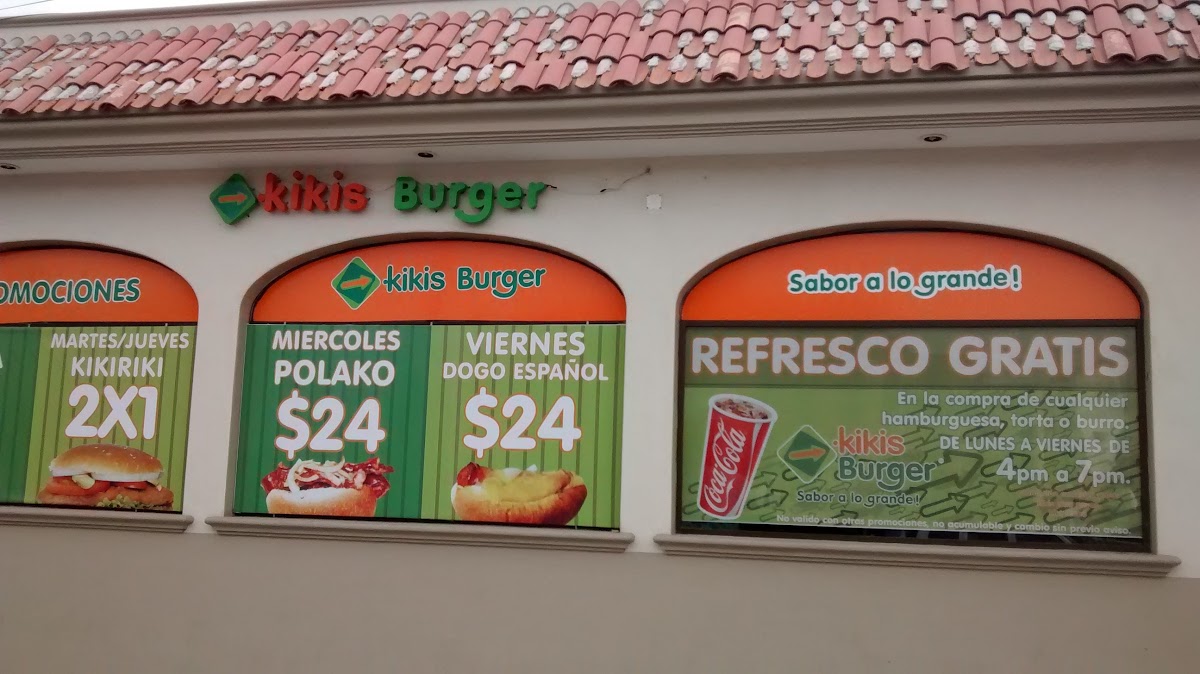 kikis Burger
OMOCIONES
MARTES/JUEVES
KIKIRIKI
2X1
kikis Burger
MIERCOLES
POLAKO
$24
VIERNES
DOGO ESPAÑOL
$24
Sabor a lo grande!
REFRESCO GRATIS
En la compra de cualquier
hamburguesa, torta o burro.
DE LUNES A VIERNES DE
4pm a 7pm.
Coca-Cola
kikis
Burger
Sabor a lo grande!
No valido con otras promociones, no acumulable y cambio sin previo aviso.